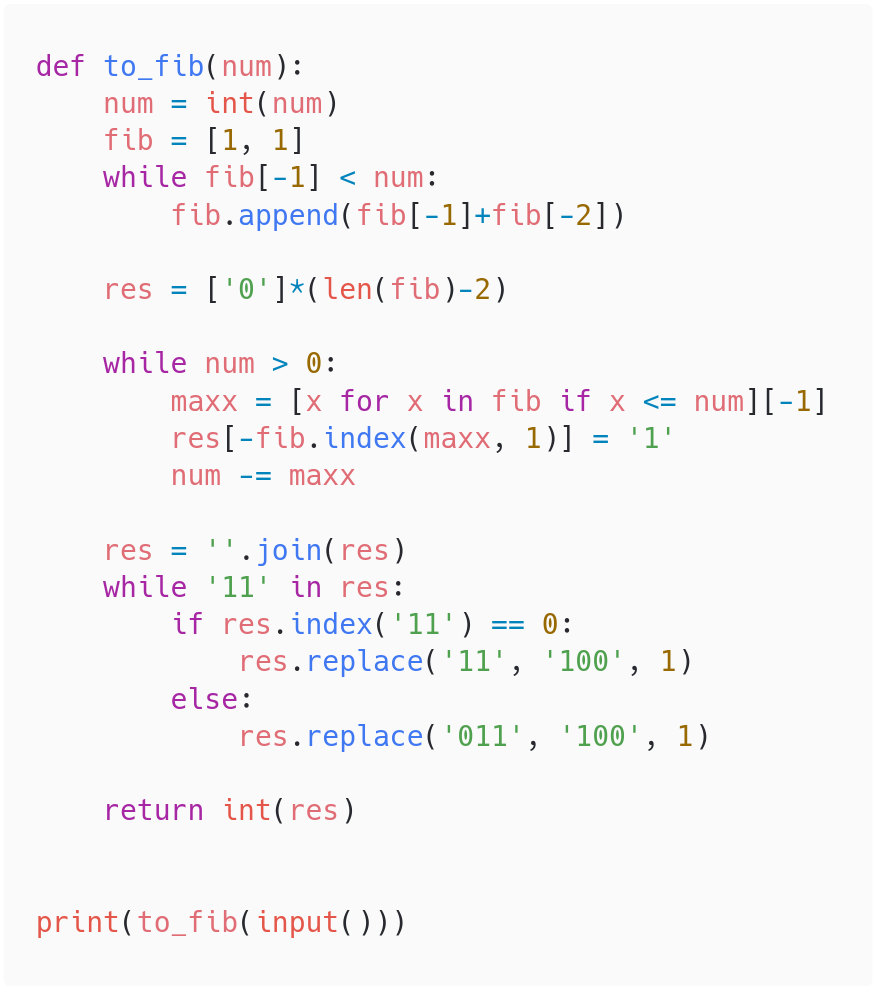 def to_fib(num):
    num = int(num)
    fib = [1, 1]
    while fib[-1] < num:
        fib.append(fib[-1]+fib[-2])

    res = ['0']*(len(fib)-2)

    while num > 0:
        maxx = [x for x in fib if x <= num][-1]
        res[-fib.index(maxx, 1)] = '1'
        num -= maxx

    res = ''.join(res)
    while '11' in res:
        if res.index('11') == 0:
            res.replace('11', '100', 1)
        else:
            res.replace('011', '100', 1)

    return int(res)


print(to_fib(input()))